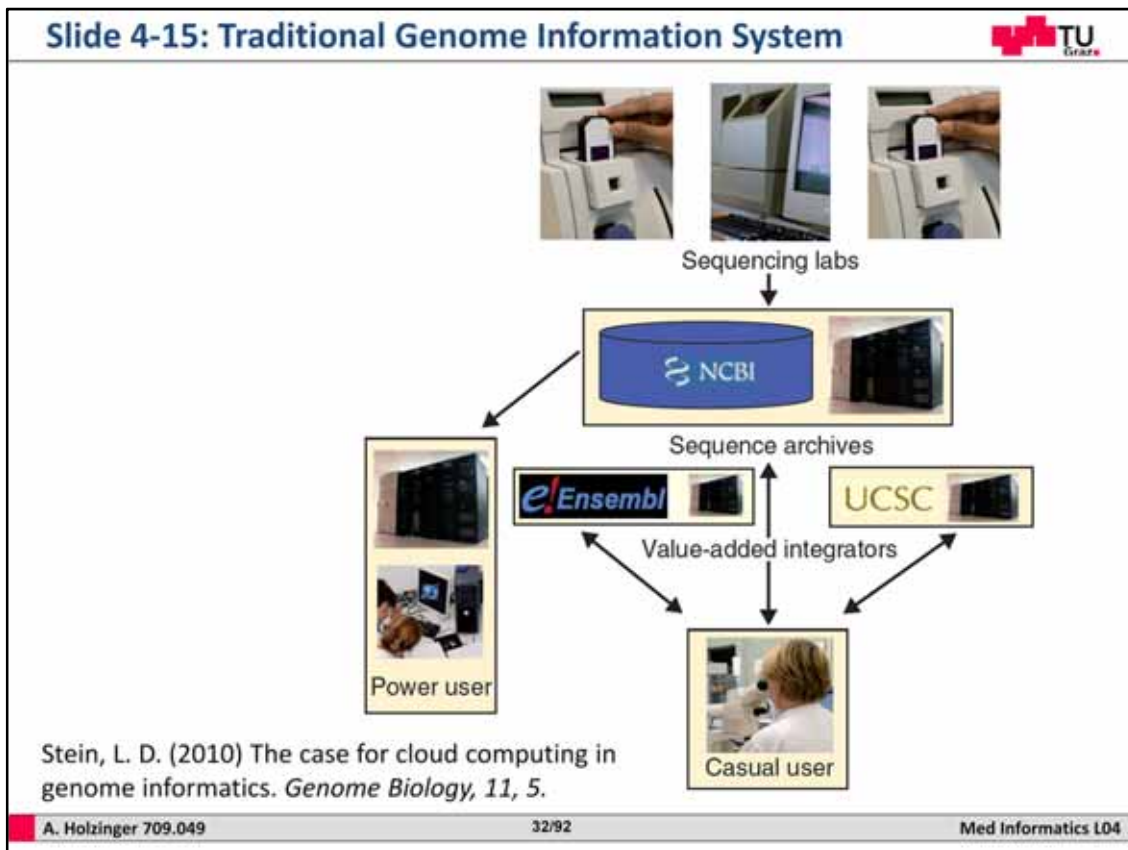 Slide 4-15: Traditional Genome Information System
TU
Graz
Sequencing labs
NCBI
Sequence archives
e!Ensembl
UCSC
Value-added integrators
Power user
Casual user
Stein, L. D. (2010) The case for cloud computing in
genome informatics. Genome Biology, 11, 5.
A. Holzinger 709.049
32/92
Med Informatics L04